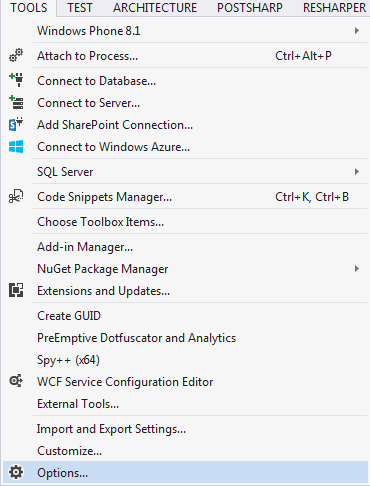 TOOLS TEST ARCHITECTURE POSTSHARP RESHARPER
Windows Phone 8.1
Attach to Process... Ctrl+Alt+P
Connect to Database...
Connect to Server...
Add SharePoint Connection...
Connect to Windows Azure...
SQL Server
Code Snippets Manager... Ctrl+K, Ctrl+B
Choose Toolbox Items...
Add-in Manager...
NuGet Package Manager
Extensions and Updates...
Create GUID
PreEmptive Dotfuscator and Analytics
Spy++ (x64)
WCF Service Configuration Editor
External Tools...
Import and Export Settings...
Customize...
Options...